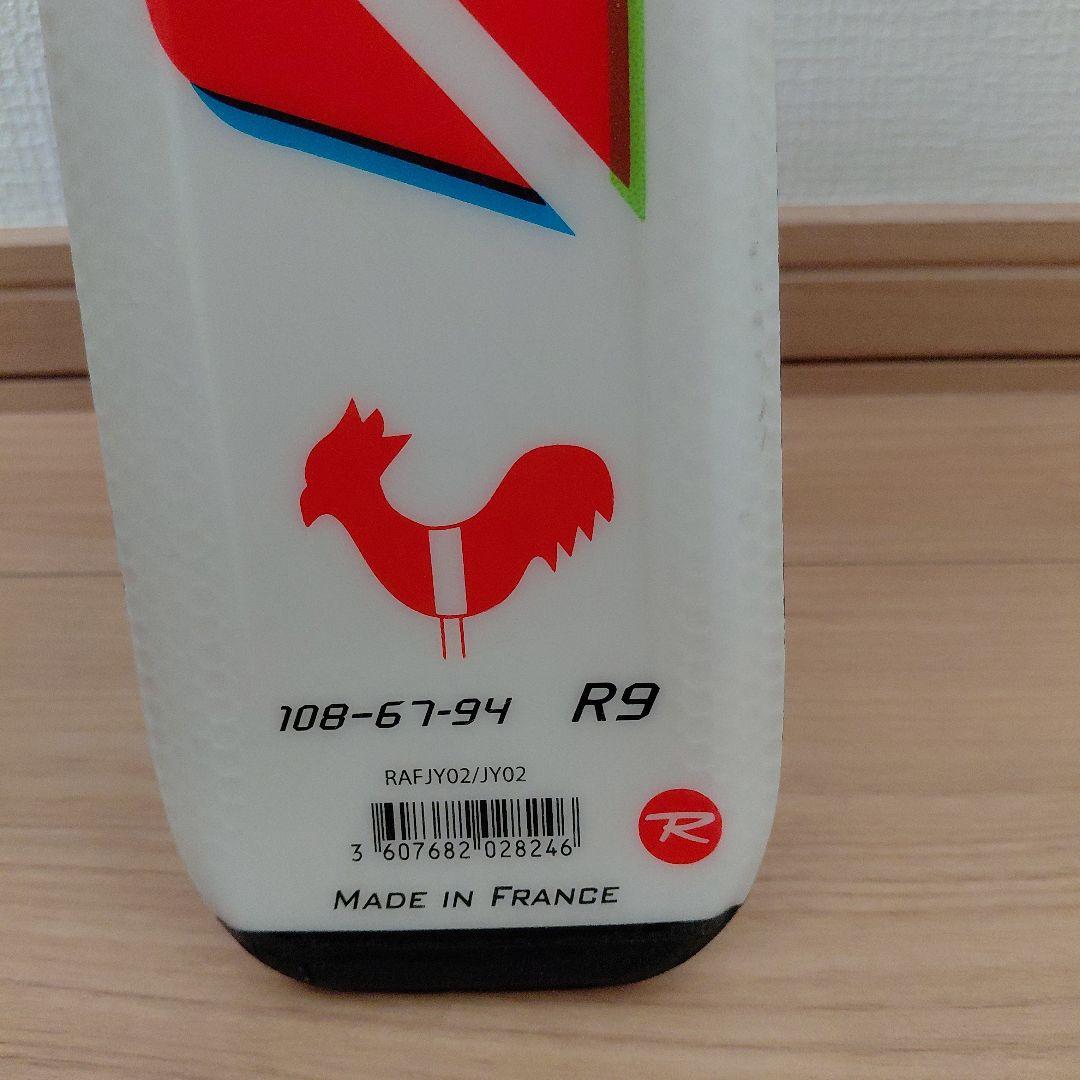 108-67-94 R9
RAFJY02/JY02
3 607682 028246
R
MADE IN FRANCE